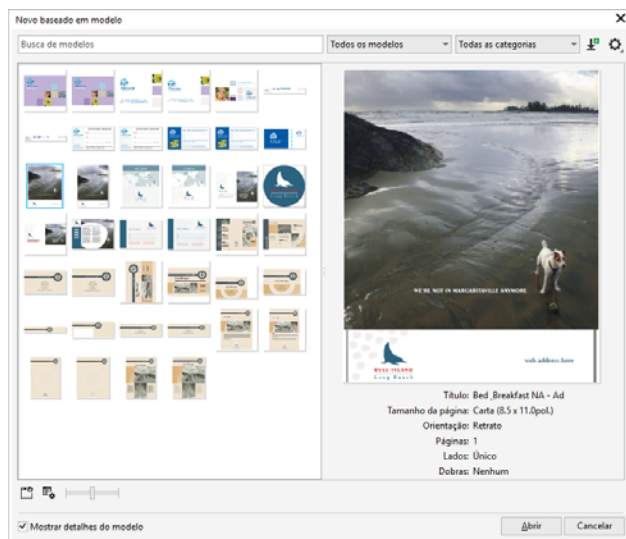 Novo baseado em modelo
Busca de modelos
Todos os modelos
Todas as categorias
WE'RE NOT IN MARGARITAVILLE ANYMORE.
BULL ISLAND
Long Beach
web address here
Título: Bed_Breakfast NA - Ad
Tamanho da página: Carta (8.5 x 11.0pol.)
Orientação: Retrato
Páginas: 1
Lados: Único
Dobras: Nenhum
Mostrar detalhes do modelo
Abrir
Cancelar